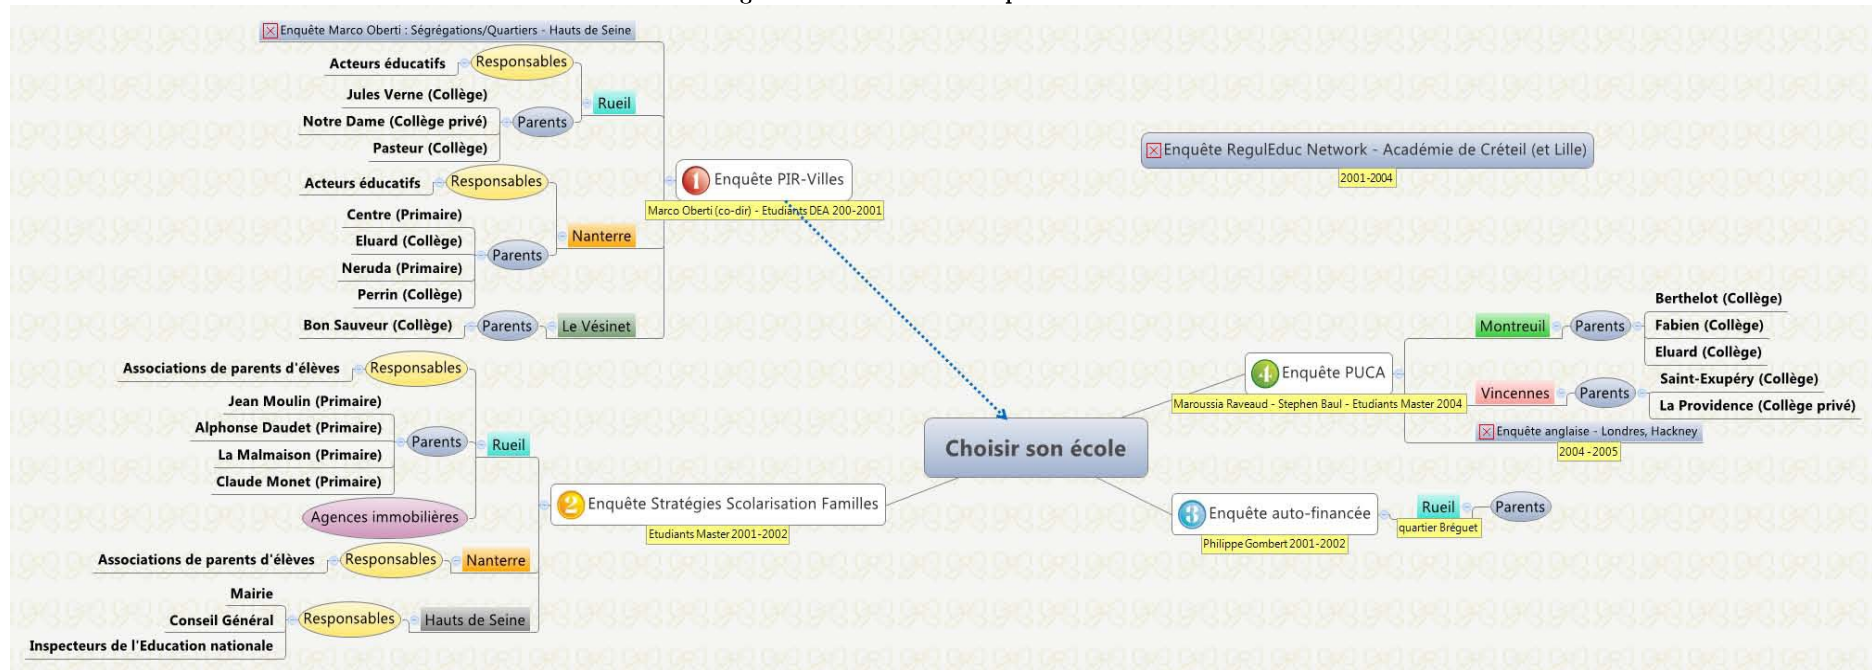 Enquête Marco Oberti : Ségrégations/Quartiers - Hauts de Seine
Acteurs éducatifs
Responsables
Jules Verne (Collège)
Notre Dame (Collège privé)
Pasteur (Collège)
Parents
Rueil
Acteurs éducatifs
Responsables
Centre (Primaire)
Eluard (Collège)
Neruda (Primaire)
Perrin (Collège)
Parents
Nanterre
Bon Sauveur (Collège)
Parents
Le Vésinet
1 Enquête PIR-Villes
Marco Oberti (co-dir) - Etudiants DEA 200-2001
Associations de parents d'élèves
Responsables
Jean Moulin (Primaire)
Alphonse Daudet (Primaire)
La Malmaison (Primaire)
Claude Monet (Primaire)
Parents
Agences immobilières
Rueil
Associations de parents d'élèves
Responsables
Nanterre
Mairie
Conseil Général
Inspecteurs de l'Education nationale
Responsables
Hauts de Seine
2 Enquête Stratégies Scolarisation Familles
Etudiants Master 2001-2002
Choisir son école
Enquête RegulEduc Network - Académie de Créteil (et Lille)
2001-2004
4 Enquête PUCA
Maroussia Raveaud - Stephen Baul - Etudiants Master 2004
Montreuil
Parents
Berthelot (Collège)
Fabien (Collège)
Eluard (Collège)
Vincennes
Parents
Saint-Exupéry (Collège)
La Providence (Collège privé)
Enquête anglaise - Londres, Hackney
2004 - 2005
3 Enquête auto-financée
Philippe Gombert 2001-2002
Rueil
quartier Bréguet
Parents